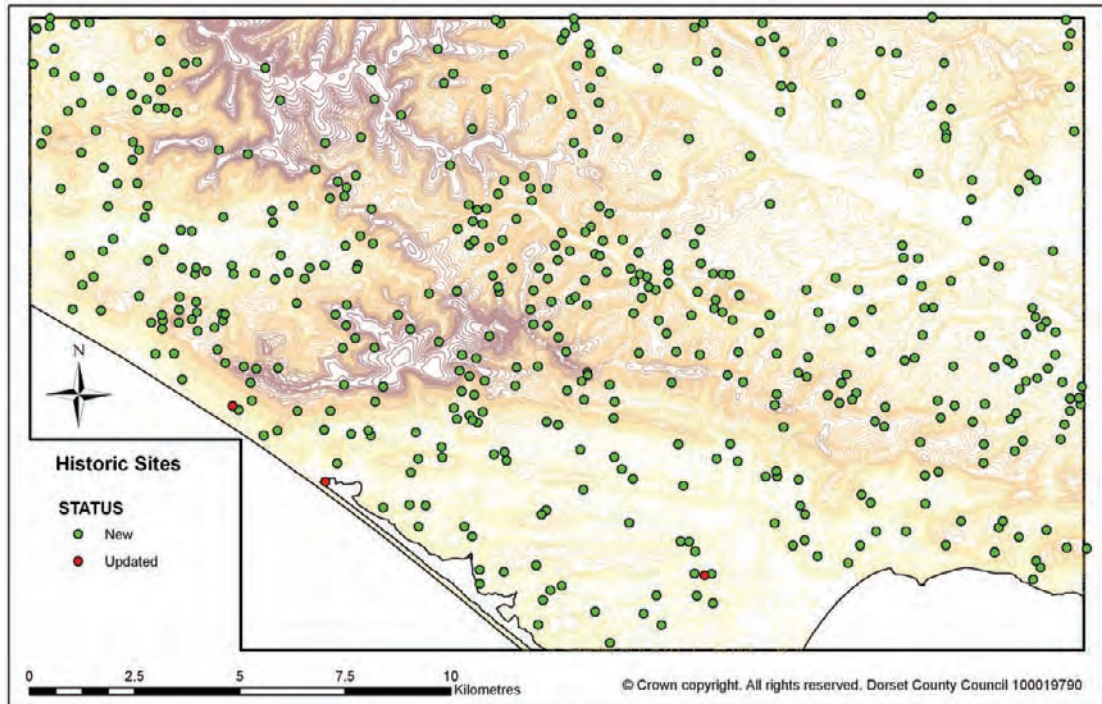 N
Historic Sites
STATUS
New
Updated
0 2.5 5 7.5 10
Kilometres
© Crown copyright. All rights reserved. Dorset County Council 100019790